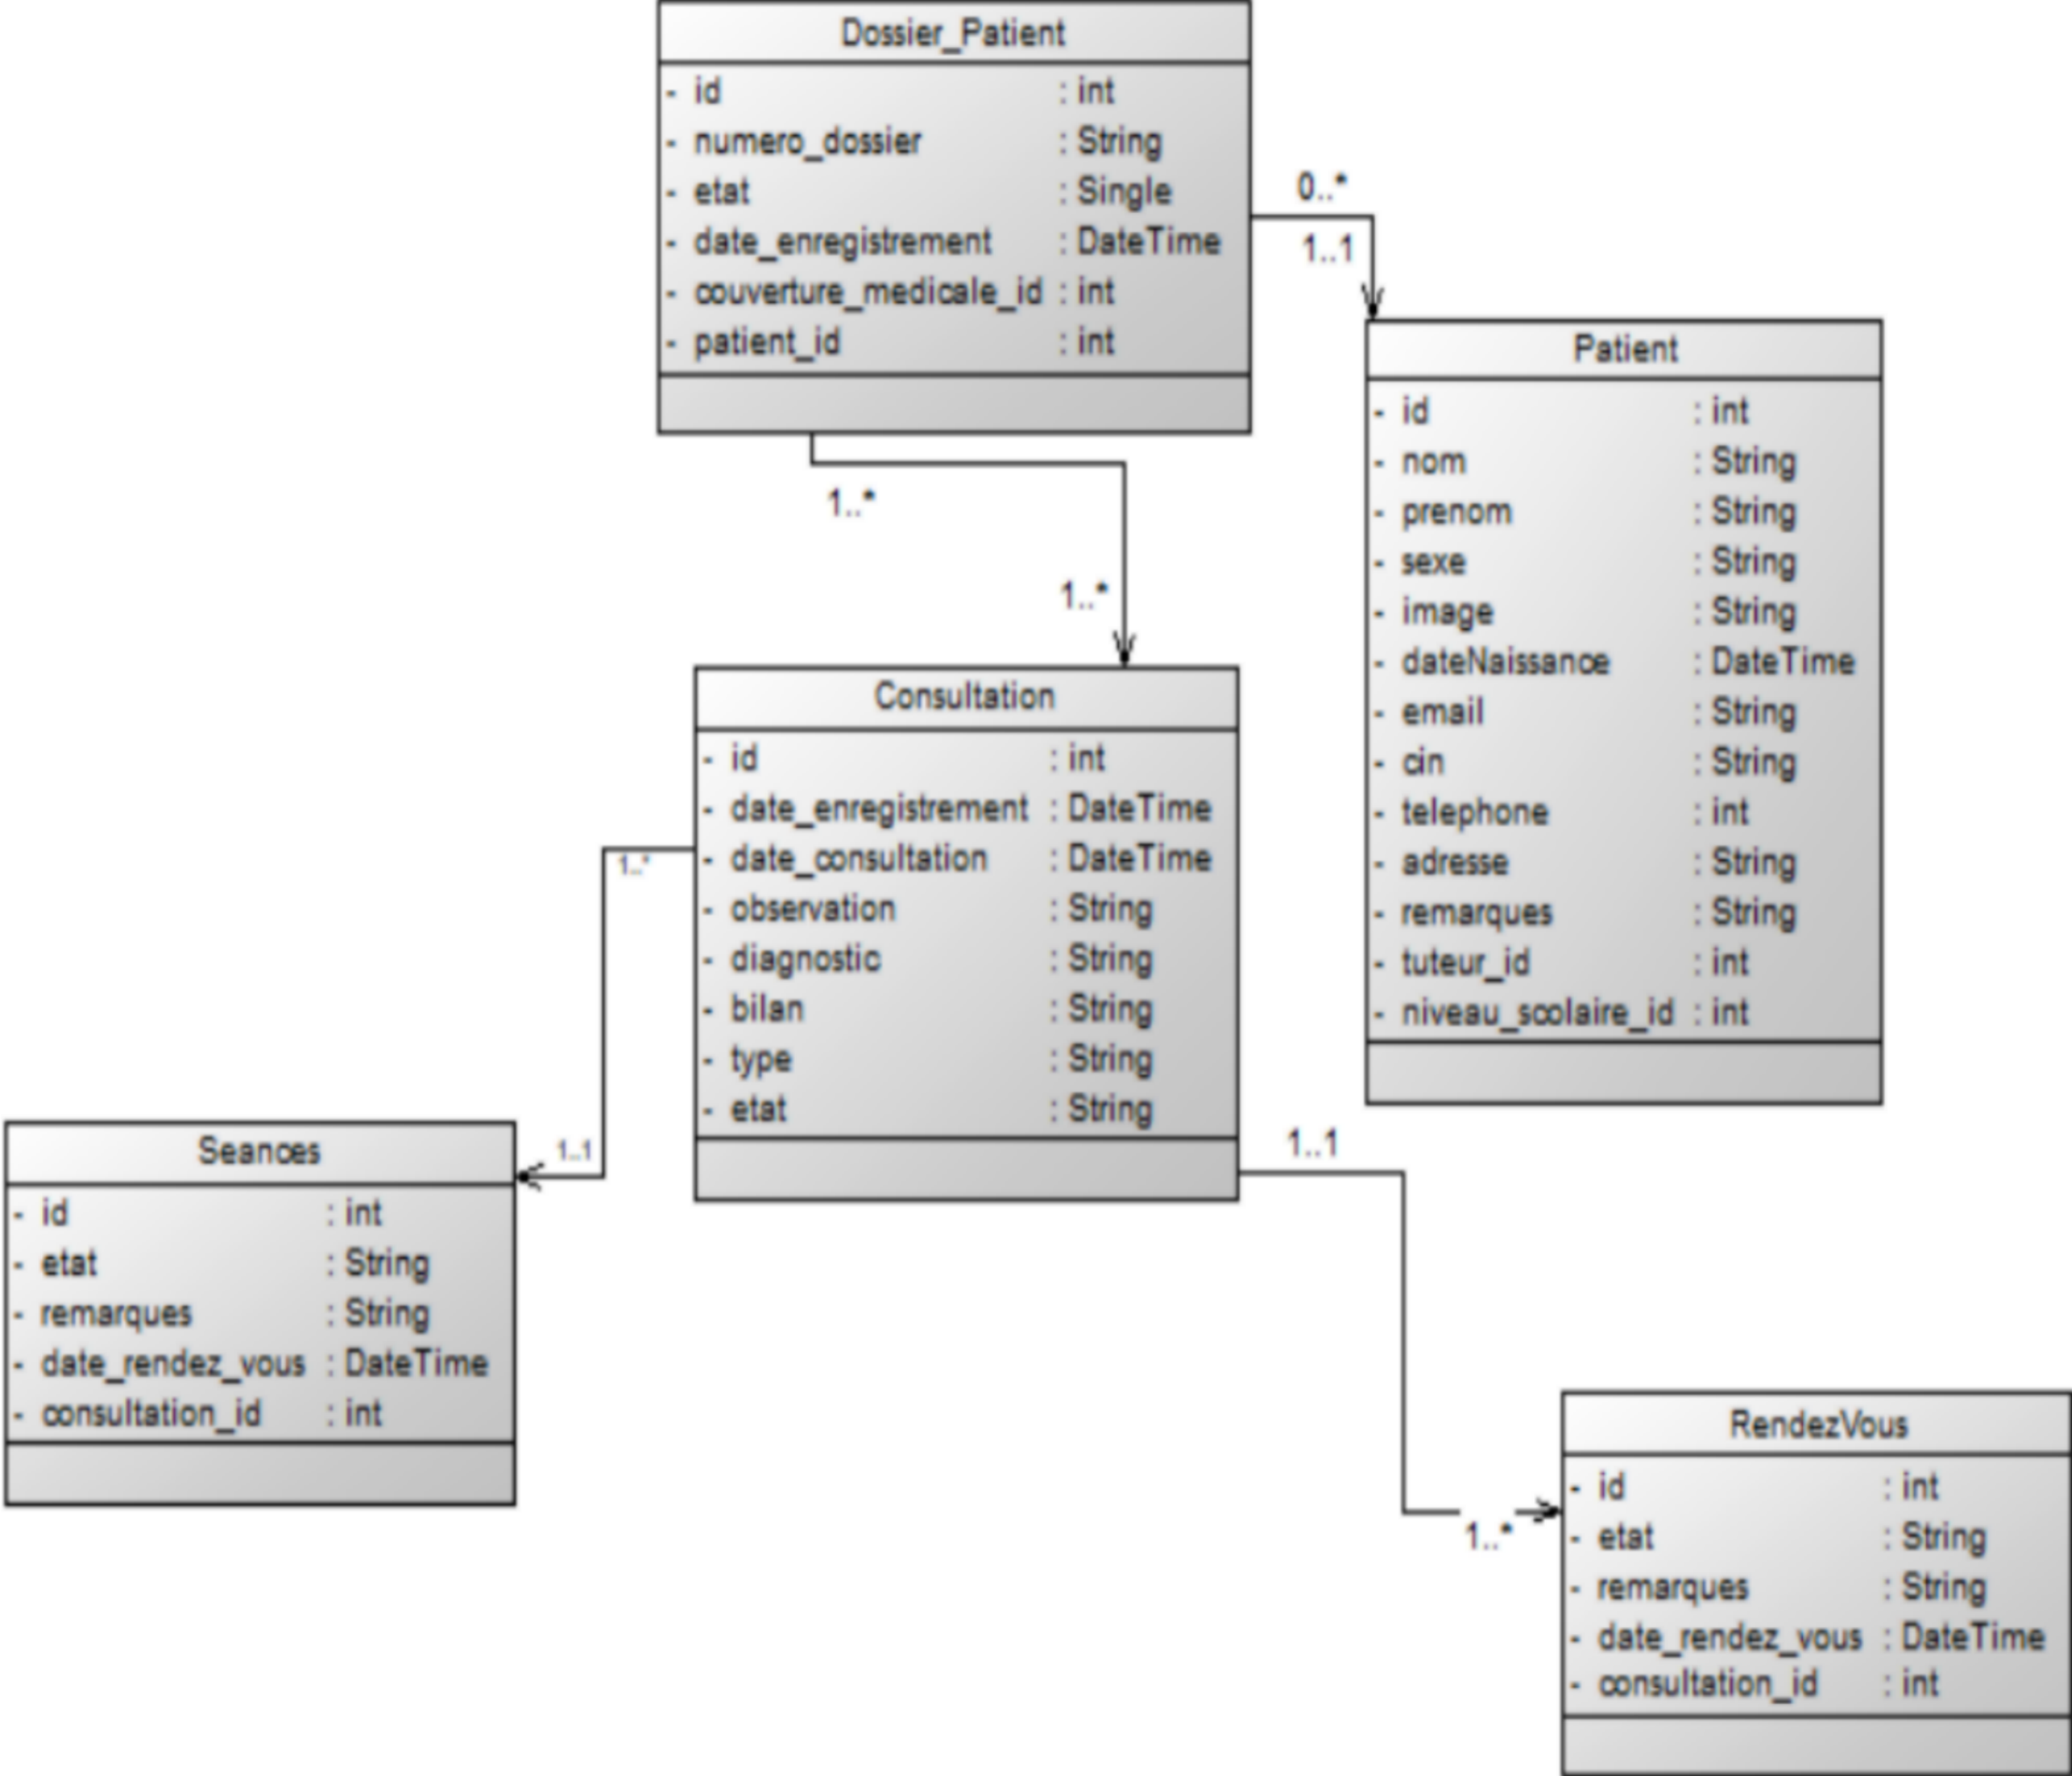 Dossier_Patient
- id : int
- numero_dossier : String
- etat : Single
- date_enregistrement : DateTime
- couverture_medicale_id : int
- patient_id : int
0..*
1..1
Patient
- id : int
- nom : String
- prenom : String
- sexe : String
- image : String
- dateNaissance : DateTime
- email : String
- cin : String
- telephone : int
- adresse : String
- remarques : String
- tuteur_id : int
- niveau_scolaire_id : int
1..*
1..*
Consultation
- id : int
- date_enregistrement : DateTime
- date_consultation : DateTime
- observation : String
- diagnostic : String
- bilan : String
- type : String
- etat : String
1..*
1..1
Seances
- id : int
- etat : String
- remarques : String
- date_rendez_vous : DateTime
- consultation_id : int
1..1
1..*
RendezVous
- id : int
- etat : String
- remarques : String
- date_rendez_vous : DateTime
- consultation_id : int